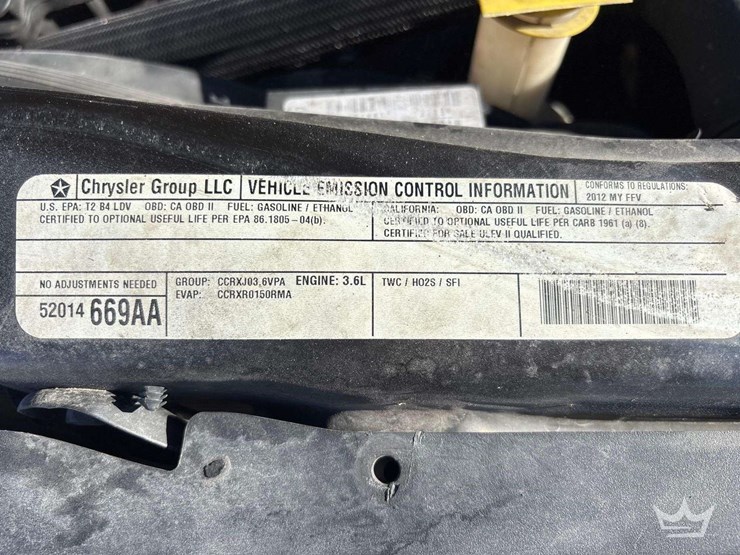 Chrysler Group LLC VEHICLE EMISSION CONTROL INFORMATION
CONFORMS TO REGULATIONS:
2012 MY FFV
U.S. EPA: T2 B4 LDV OBD: CA OBD II FUEL: GASOLINE / ETHANOL
CERTIFIED TO OPTIONAL USEFUL LIFE PER EPA 86.1805-04(b).
CALIFORNIA: OBD: CA OBD II FUEL: GASOLINE / ETHANOL
CERTIFIED TO OPTIONAL USEFUL LIFE PER CARB 1961 (a) (8).
CERTIFIED FOR SALE ULEV II QUALIFIED.
NO ADJUSTMENTS NEEDED
52014 669AA
GROUP: CCRXJ03,6VPA ENGINE: 3.6L
EVAP: CCRXR0150RMA
TWC / HO2S / SFI